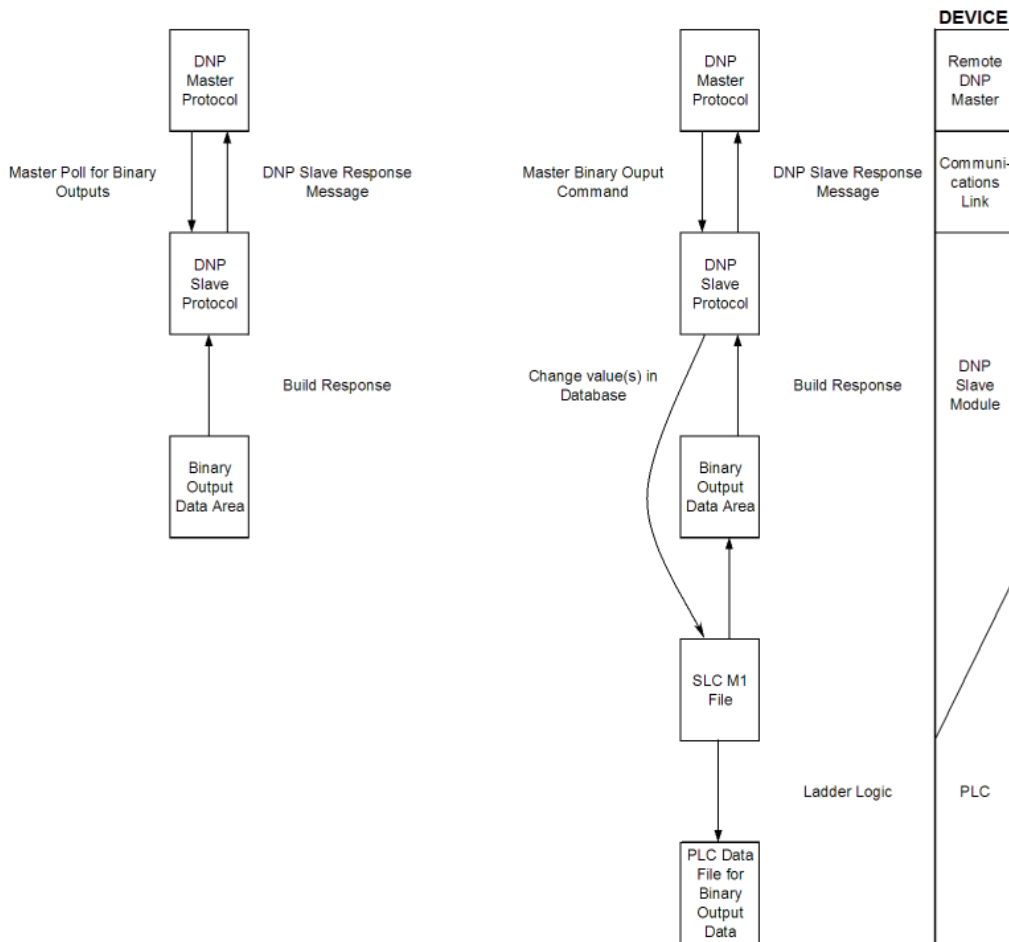 DEVICE
DNP
Master
Protocol
DNP
Master
Protocol
Remote
DNP
Master
Master Poll for Binary
Outputs
DNP Slave Response
Message
Master Binary Ouput
Command
DNP Slave Response
Message
Communi-
cations
Link
DNP
Slave
Protocol
DNP
Slave
Protocol
Build Response
Change value(s) in
Database
Build Response
DNP
Slave
Module
Binary
Output
Data Area
Binary
Output
Data Area
SLC M1
File
Ladder Logic
PLC
PLC Data
File for
Binary
Output
Data